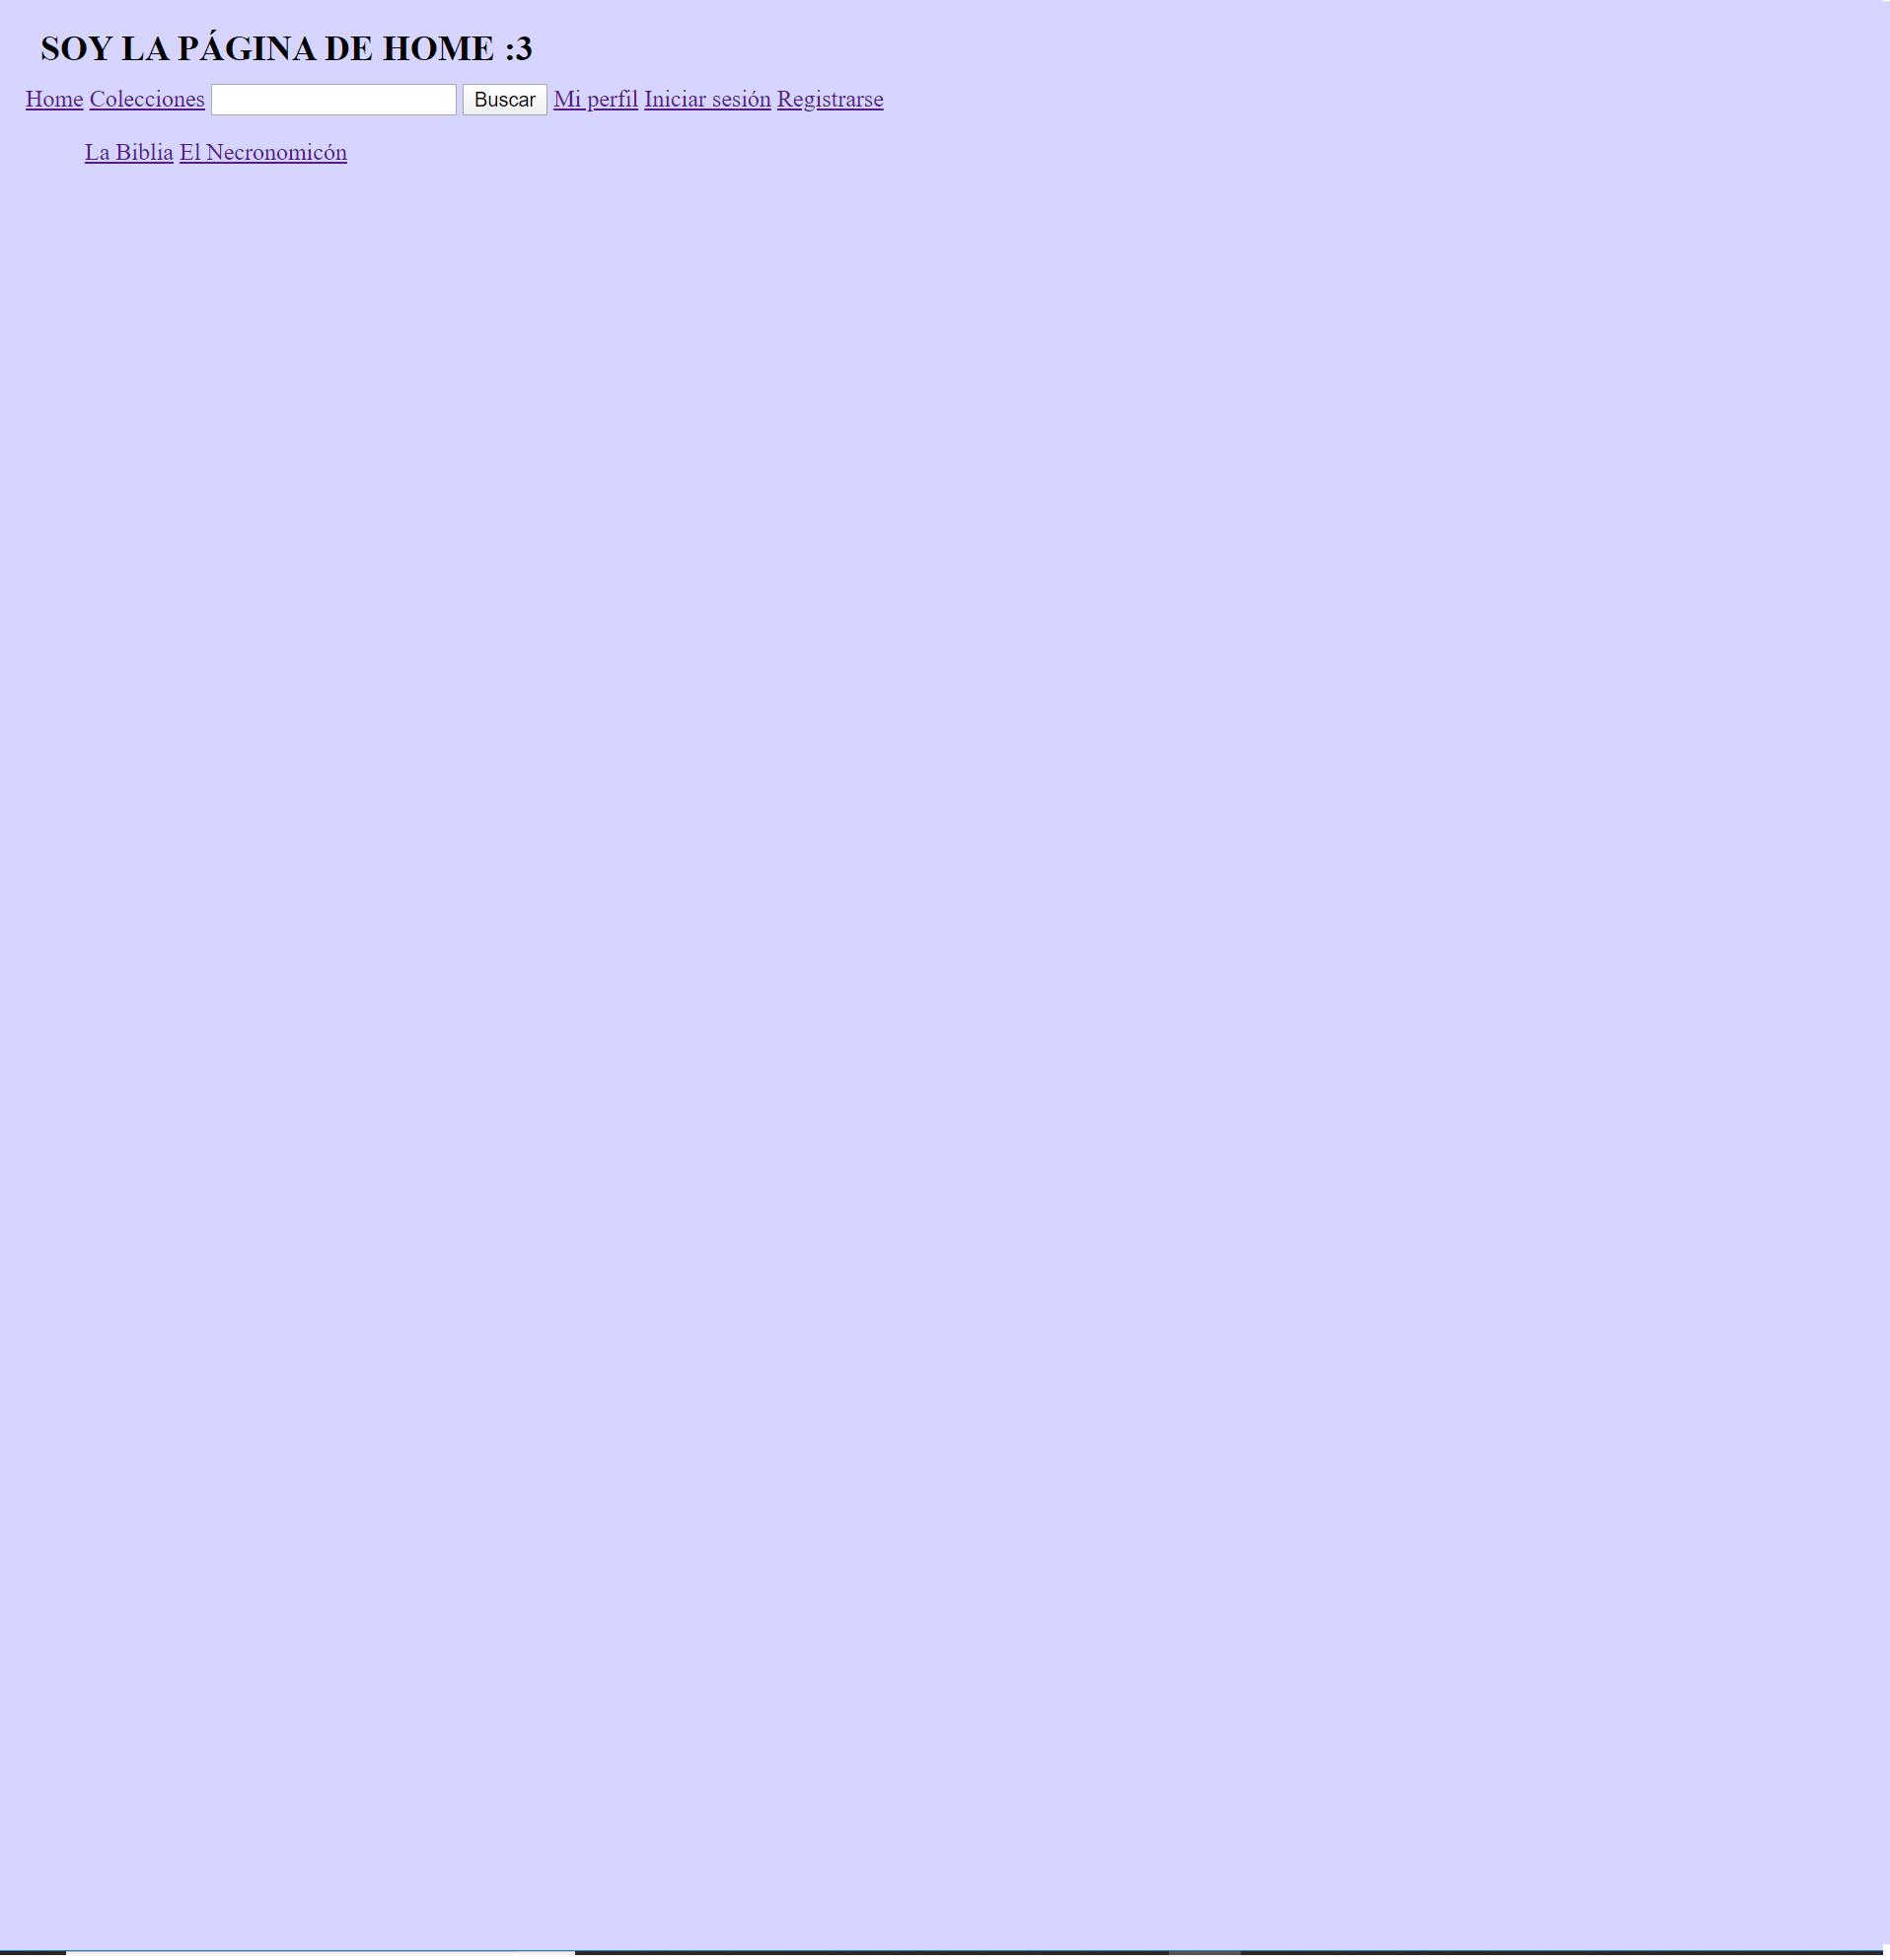 SOY LA PÁGINA DE HOME :3
Home Colecciones Buscar Mi perfil Iniciar sesión Registrarse
La Biblia El Necronomicón